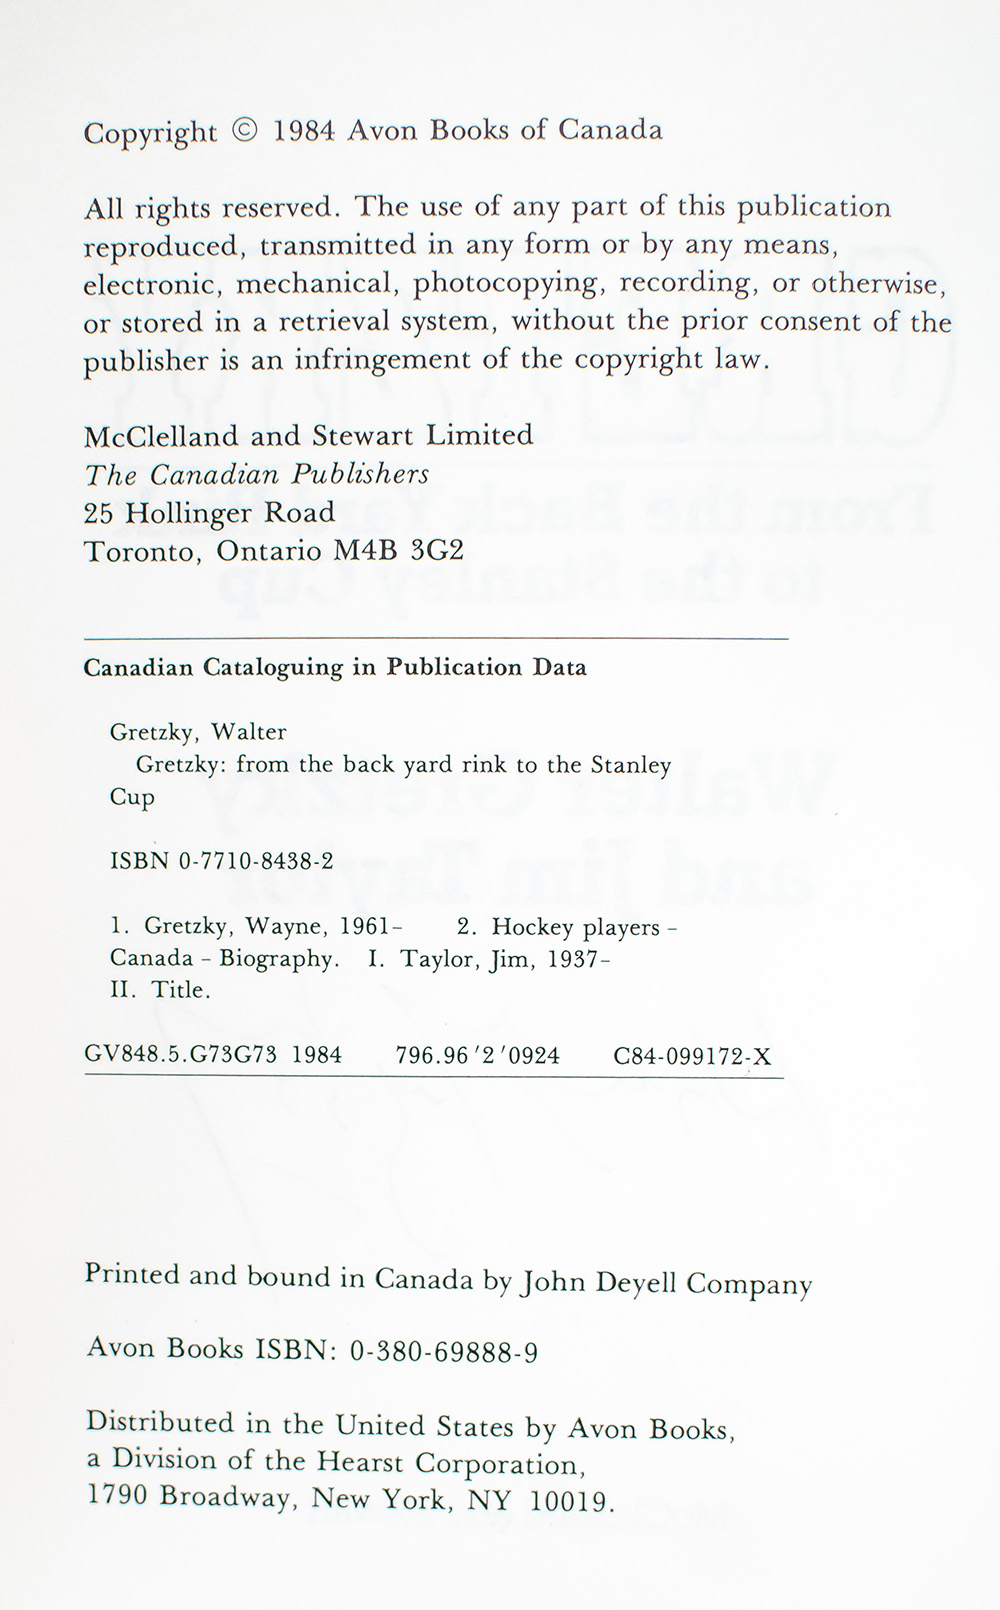 Copyright © 1984 Avon Books of Canada
All rights reserved. The use of any part of this publication
reproduced, transmitted in any form or by any means,
electronic, mechanical, photocopying, recording, or otherwise,
or stored in a retrieval system, without the prior consent of the
publisher is an infringement of the copyright law.
McClelland and Stewart Limited
The Canadian Publishers
25 Hollinger Road
Toronto, Ontario M4B 3G2
Canadian Cataloguing in Publication Data
Gretzky, Walter
Gretzky: from the back yard rink to the Stanley
Cup
ISBN 0-7710-8438-2
1. Gretzky, Wayne, 1961– 2. Hockey players –
Canada – Biography. I. Taylor, Jim, 1937–
II. Title.
GV848.5.G73G73 1984 796.96'2'0924 C84-099172-X
Printed and bound in Canada by John Deyell Company
Avon Books ISBN: 0-380-69888-9
Distributed in the United States by Avon Books,
a Division of the Hearst Corporation,
1790 Broadway, New York, NY 10019.